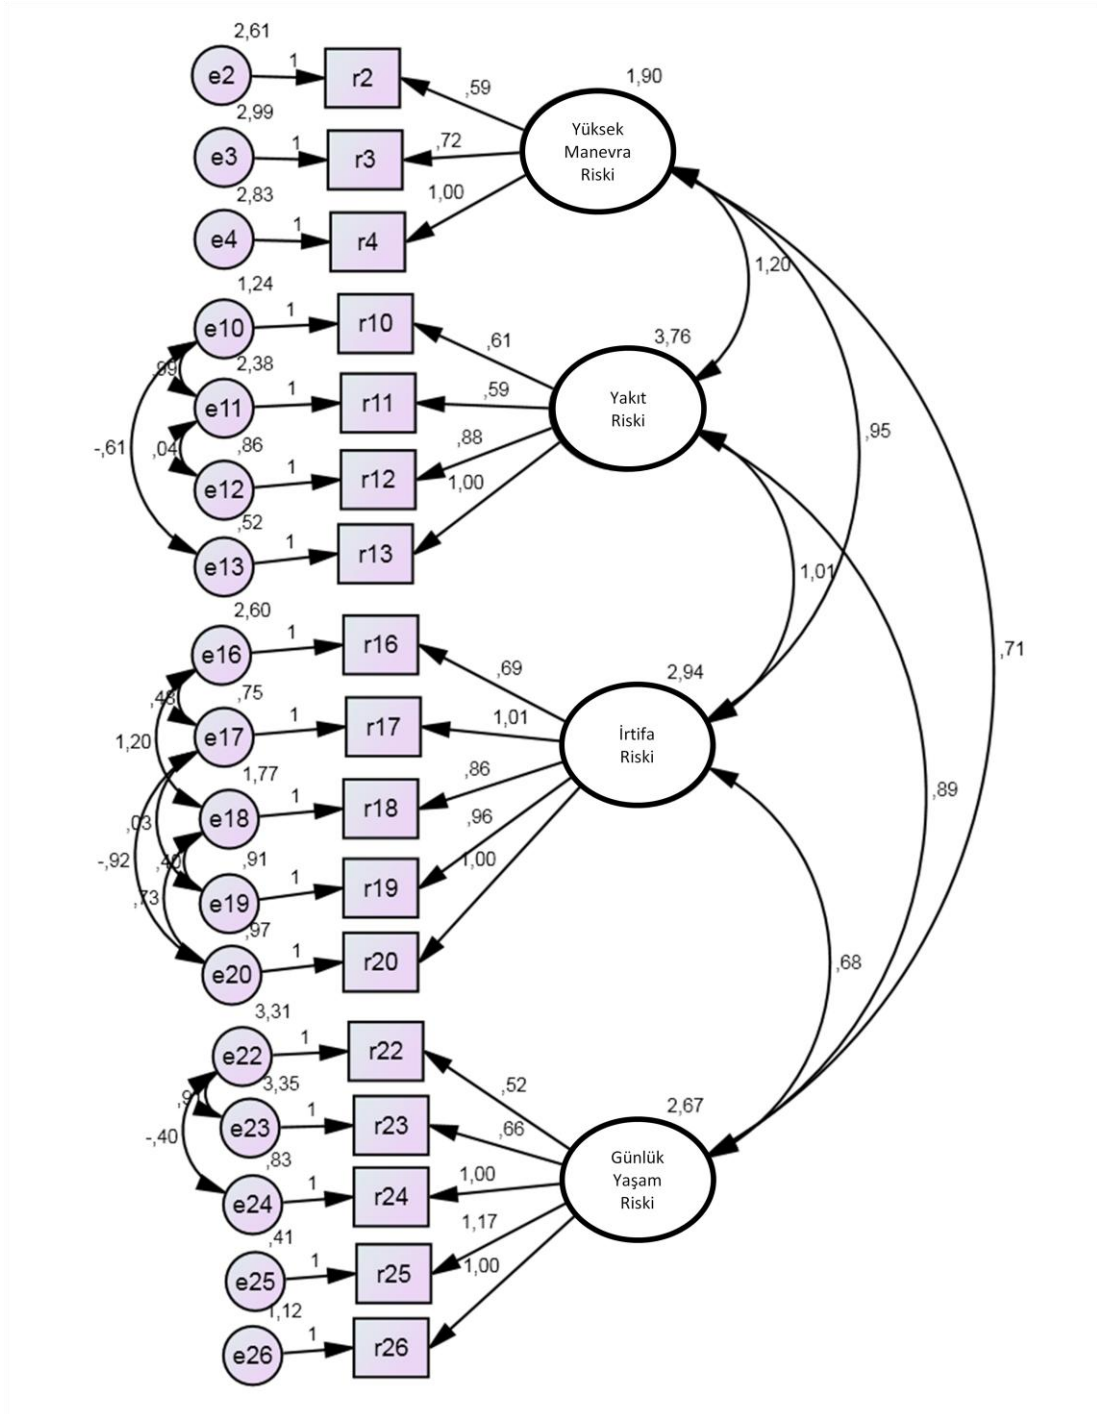 2,61
e2
1
r2
,59
1,90
Yüksek
Manevra
Riski
2,99
e3
1
r3
,72
2,83
e4
1
r4
1,00
1,20
1,24
e10
1
r10
,61
3,76
Yakıt
Riski
,99
2,38
e11
1
r11
,59
-,61
,04
,86
e12
1
r12
,88
,95
,52
e13
1
r13
1,00
1,01
2,60
e16
1
r16
,69
2,94
İrtifa
Riski
,71
,43
,75
e17
1
r17
1,01
1,20
1,77
e18
1
r18
,86
,89
,03
-,92
,40
,91
e19
1
r19
,96
,73
,97
e20
1
r20
1,00
,68
3,31
e22
1
r22
,52
2,67
Günlük
Yaşam
Riski
3,35
e23
1
r23
,66
-,40
,83
e24
1
r24
1,00
,41
e25
1
r25
1,17
1,12
e26
1
r26
1,00